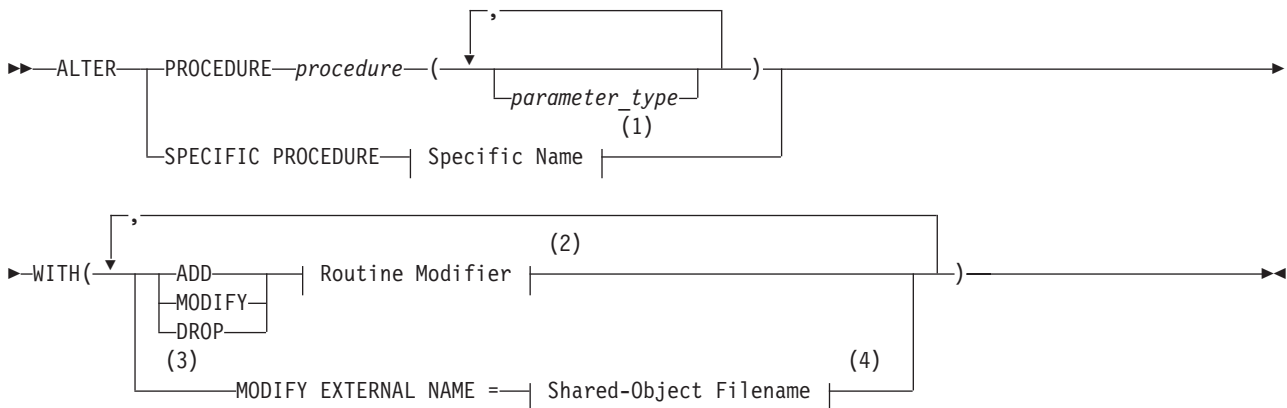 ,
ALTER PROCEDURE procedure ( )
parameter_type
(1)
SPECIFIC PROCEDURE Specific Name
,
(2)
WITH( ADD Routine Modifier )
MODIFY
DROP
(3) (4)
MODIFY EXTERNAL NAME = Shared-Object Filename